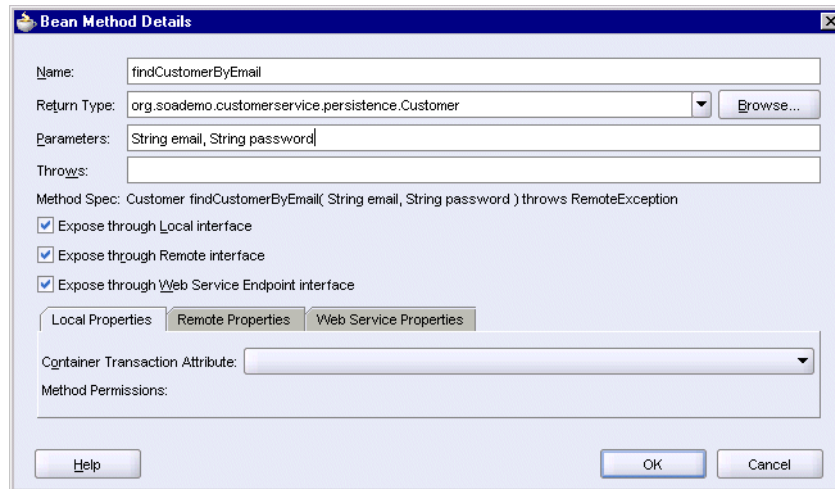 Bean Method Details
Name: findCustomerByEmail
Return Type: org.soademo.customerservice.persistence.Customer Browse...
Parameters: String email, String password
Throws:
Method Spec: Customer findCustomerByEmail( String email, String password ) throws RemoteException
Expose through Local interface
Expose through Remote interface
Expose through Web Service Endpoint interface
Local Properties Remote Properties Web Service Properties
Container Transaction Attribute:
Method Permissions:
Help OK Cancel